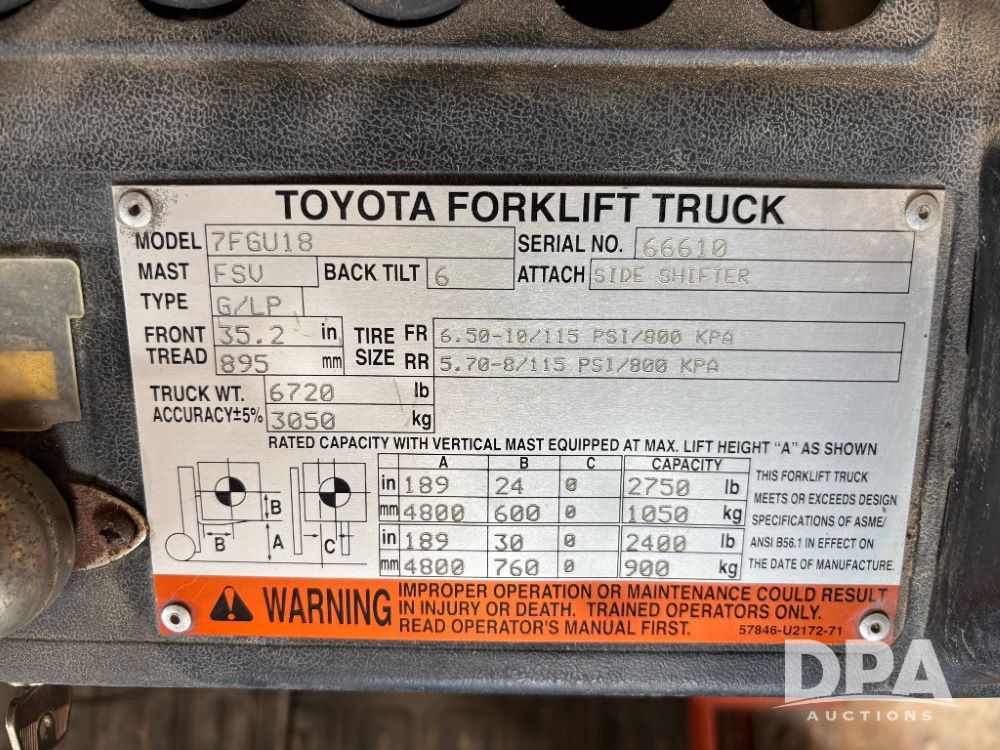 TOYOTA FORKLIFT TRUCK
MODEL 7FGU18 SERIAL NO. 66610
MAST FSV BACK TILT 6 ATTACH SIDE SHIFTER
TYPE G/LP
FRONT TREAD 35.2 in TIRE SIZE FR 6.50-10/115 PSI/800 KPA
895 mm RR 5.70-8/115 PSI/800 KPA
TRUCK WT. 6720 lb
ACCURACY±5% 3050 kg
RATED CAPACITY WITH VERTICAL MAST EQUIPPED AT MAX. LIFT HEIGHT "A" AS SHOWN
A B C CAPACITY
in 189 24 0 2750 lb
mm 4800 600 0 1050 kg
in 189 30 0 2400 lb
mm 4800 760 0 900 kg
B B A C
THIS FORKLIFT TRUCK
MEETS OR EXCEEDS DESIGN
SPECIFICATIONS OF ASME/
ANSI B56.1 IN EFFECT ON
THE DATE OF MANUFACTURE.
WARNING
IMPROPER OPERATION OR MAINTENANCE COULD RESULT
IN INJURY OR DEATH. TRAINED OPERATORS ONLY.
READ OPERATOR'S MANUAL FIRST. 57846-U2172-71
DPA
AUCTIONS